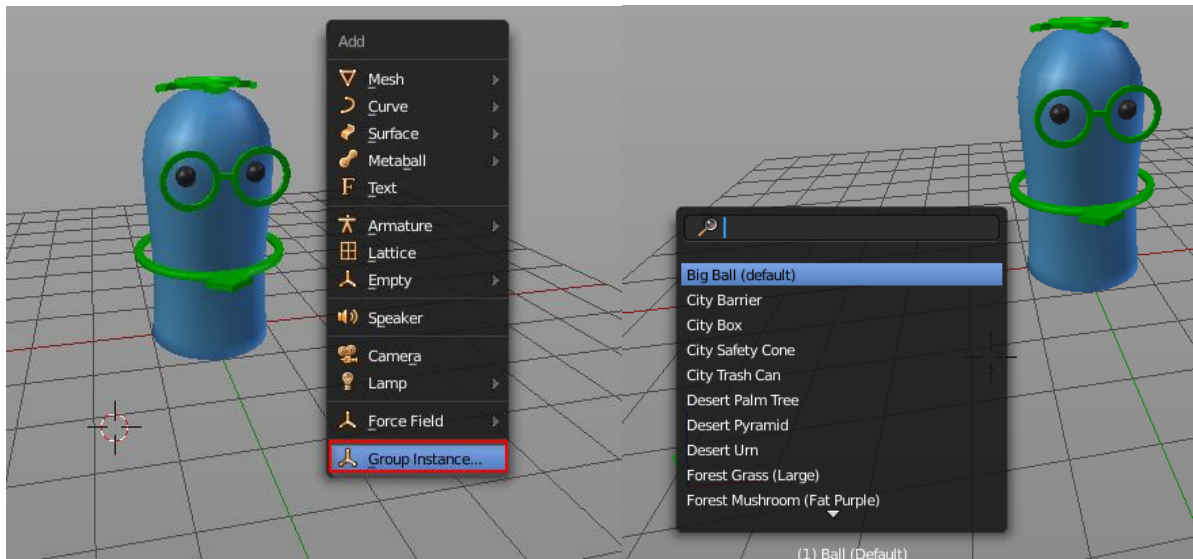 Add
Mesh
Curve
Surface
Metaball
Text
Armature
Lattice
Empty
Speaker
Camera
Lamp
Force Field
Group Instance...
Big Ball (default)
City Barrier
City Box
City Safety Cone
City Trash Can
Desert Palm Tree
Desert Pyramid
Desert Urn
Forest Grass (Large)
Forest Mushroom (Fat Purple)
(1) Ball (Default)